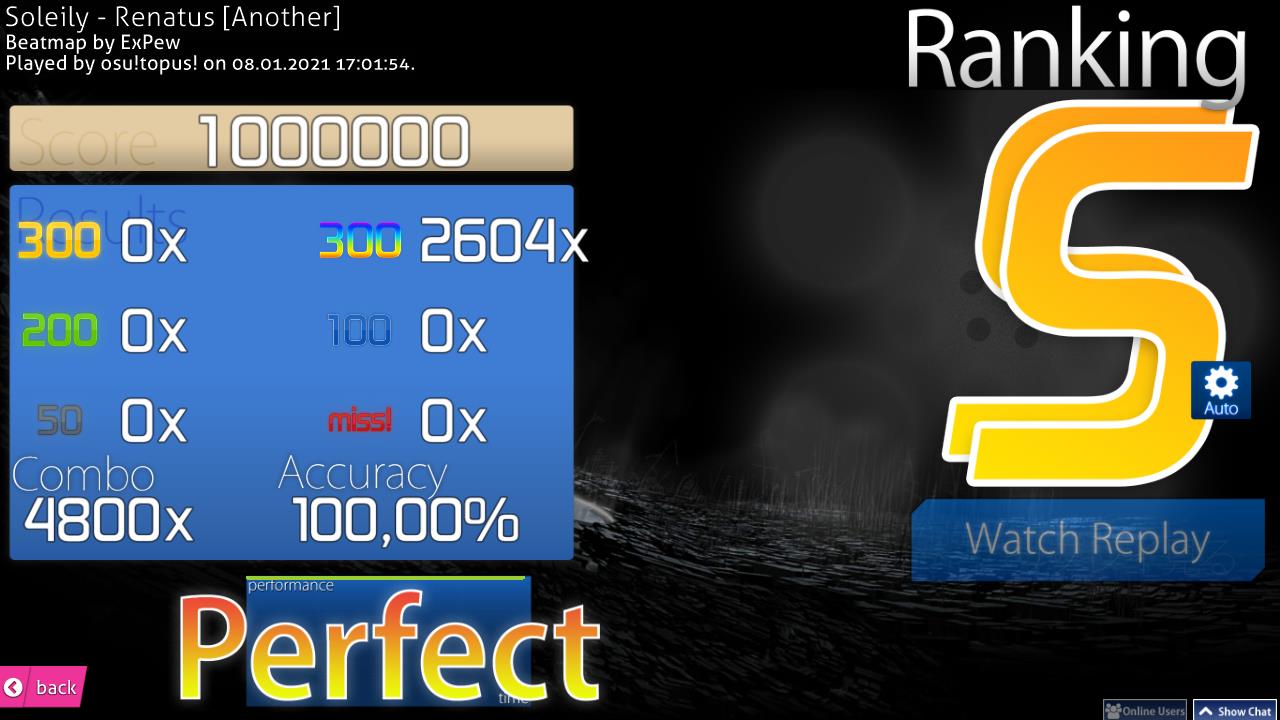 Soleily - Renatus [Another]
Beatmap by ExPew
Played by osu!topus! on 08.01.2021 17:01:54.
Ranking
Score 1000000
Results
300 0x 300 2604x
200 0x 100 0x
50 0x miss! 0x
Combo Accuracy
4800x 100,00%
Auto
Watch Replay
performance
Perfect
time
back
Online Users
Show Chat